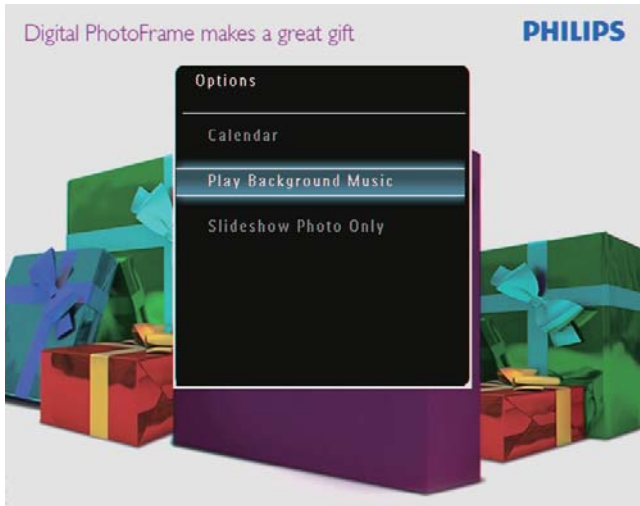 Digital PhotoFrame makes a great gift
PHILIPS
Options
Calendar
Play Background Music
Slideshow Photo Only